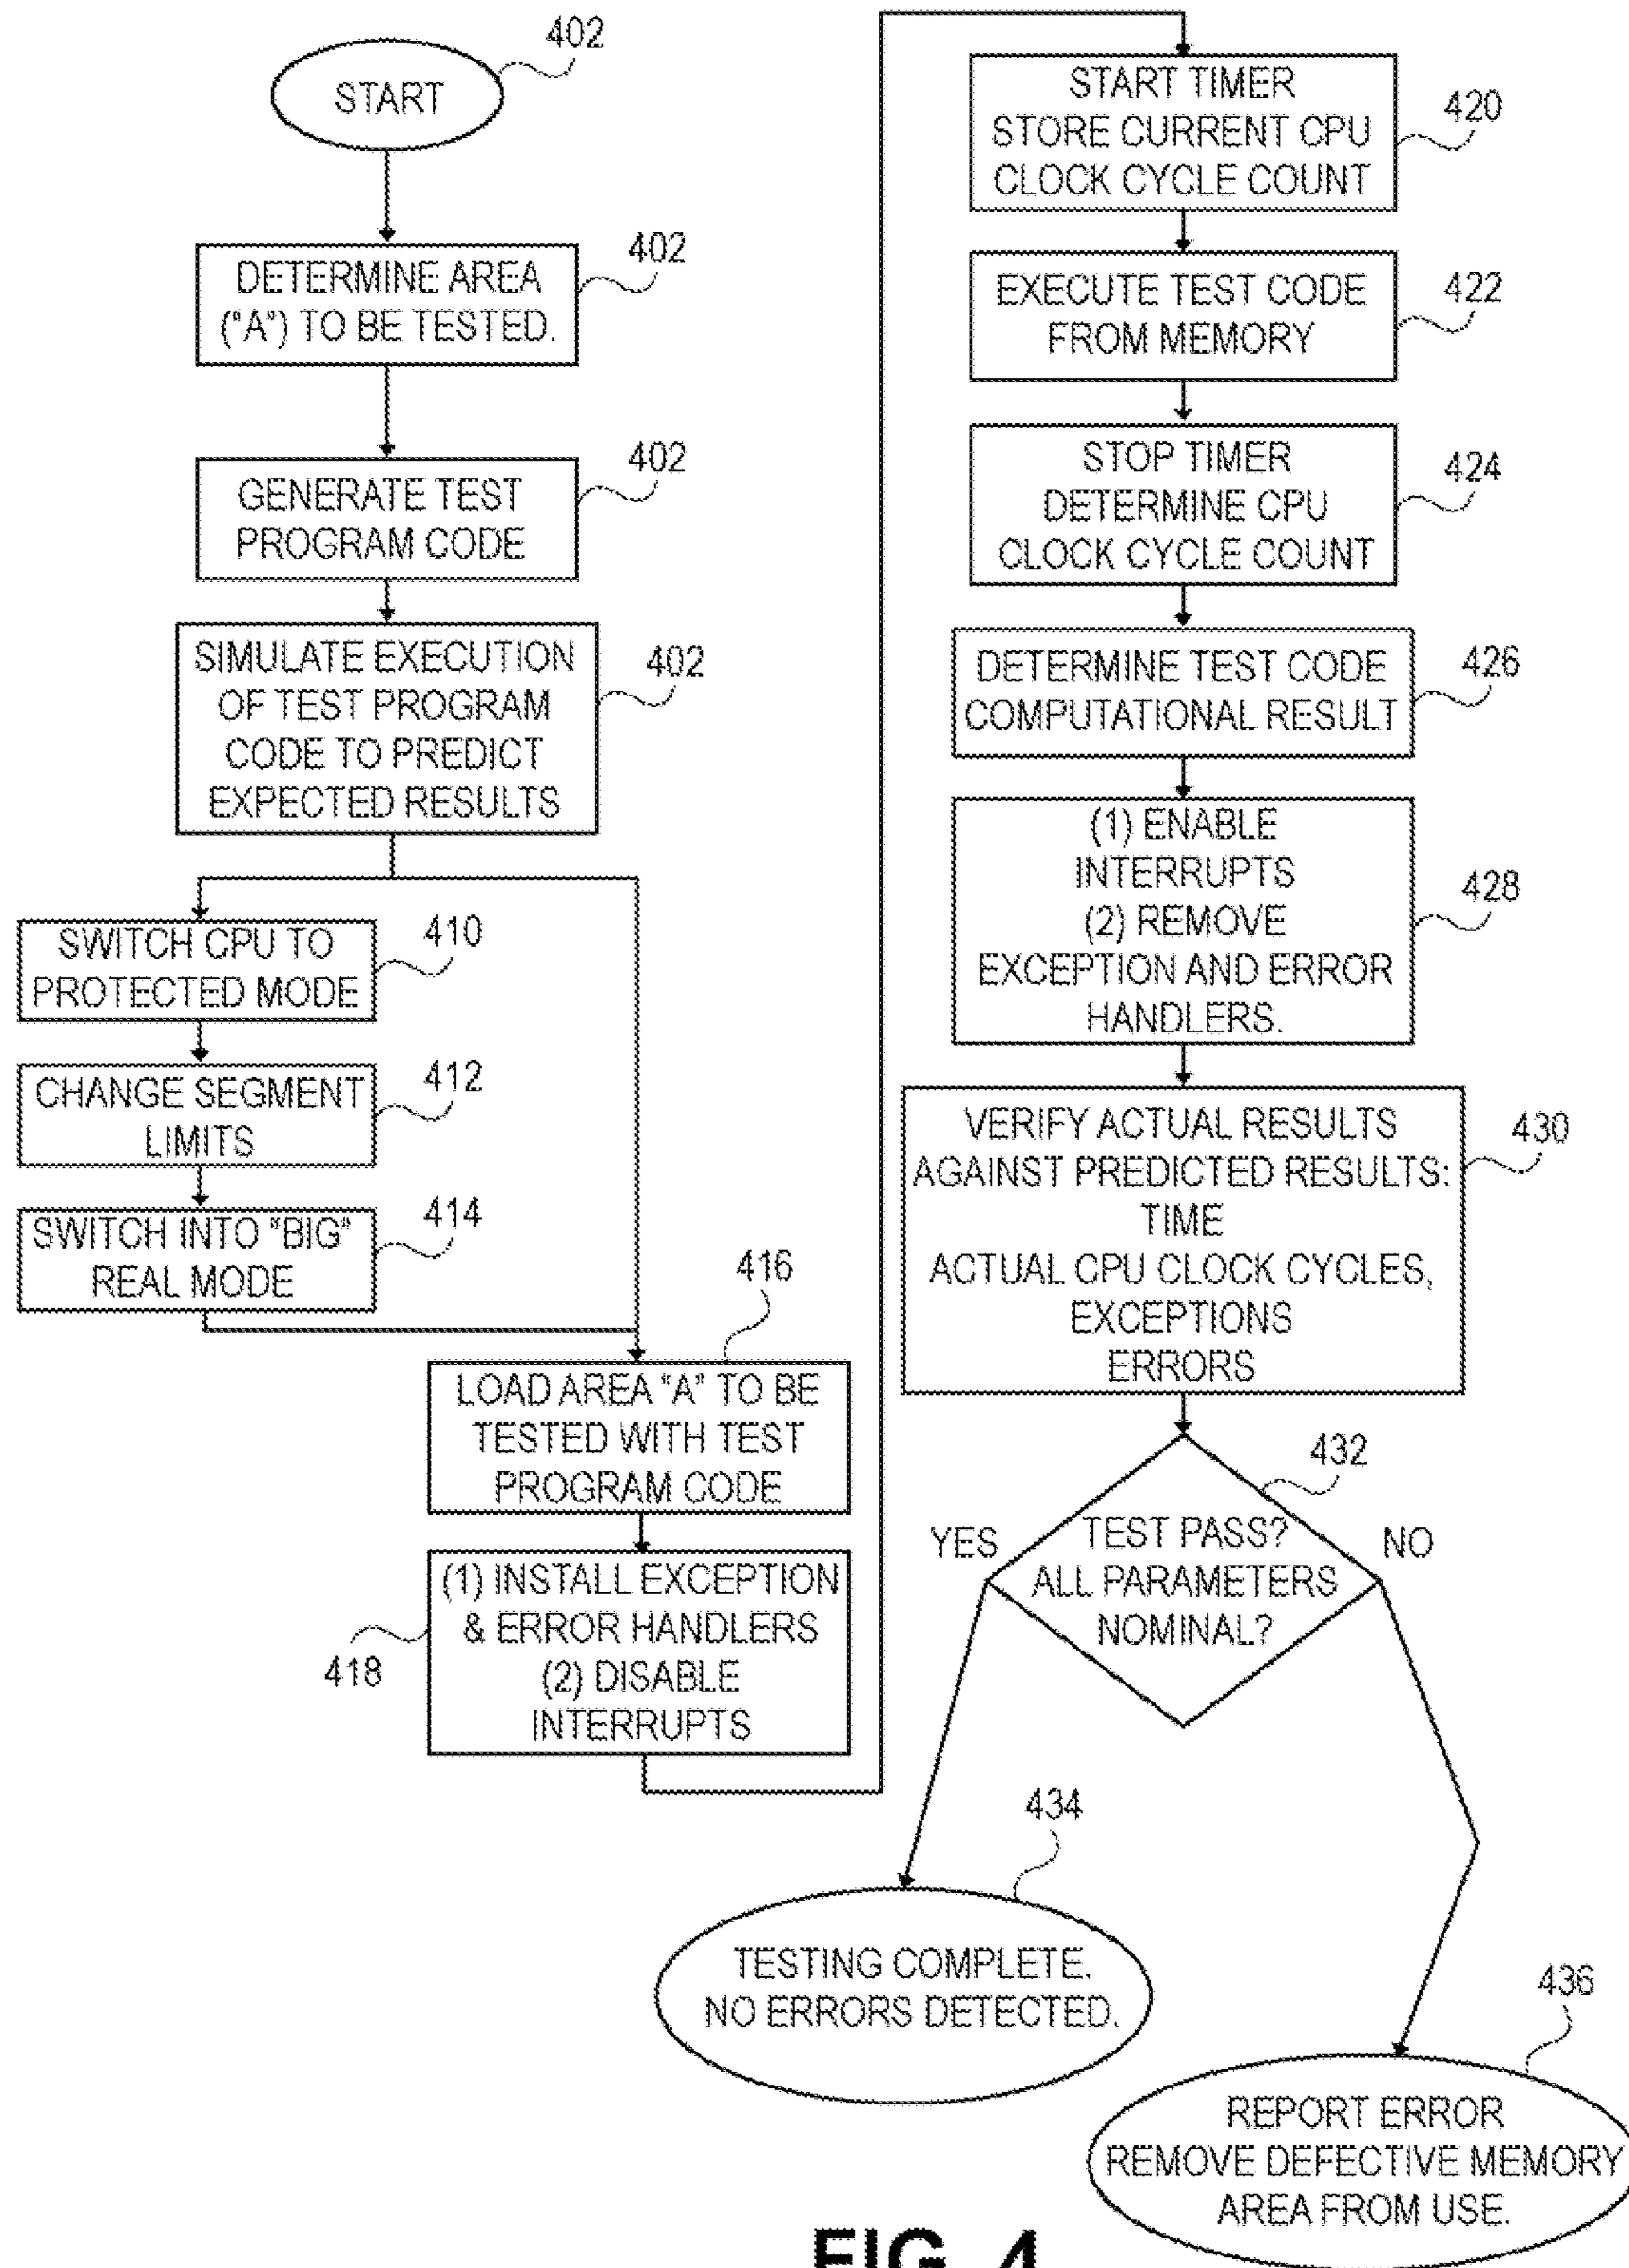 402
START
402
DETERMINE AREA
("A") TO BE TESTED.
402
GENERATE TEST
PROGRAM CODE
402
SIMULATE EXECUTION
OF TEST PROGRAM
CODE TO PREDICT
EXPECTED RESULTS
410
SWITCH CPU TO
PROTECTED MODE
412
CHANGE SEGMENT
LIMITS
414
SWITCH INTO "BIG"
REAL MODE
416
LOAD AREA "A" TO BE
TESTED WITH TEST
PROGRAM CODE
418
(1) INSTALL EXCEPTION
& ERROR HANDLERS
(2) DISABLE
INTERRUPTS
420
START TIMER
STORE CURRENT CPU
CLOCK CYCLE COUNT
422
EXECUTE TEST CODE
FROM MEMORY
424
STOP TIMER
DETERMINE CPU
CLOCK CYCLE COUNT
426
DETERMINE TEST CODE
COMPUTATIONAL RESULT
428
(1) ENABLE
INTERRUPTS
(2) REMOVE
EXCEPTION AND ERROR
HANDLERS.
430
VERIFY ACTUAL RESULTS
AGAINST PREDICTED RESULTS:
TIME
ACTUAL CPU CLOCK CYCLES,
EXCEPTIONS
ERRORS
432
TEST PASS?
ALL PARAMETERS
NOMINAL?
YES
NO
434
TESTING COMPLETE.
NO ERRORS DETECTED.
436
REPORT ERROR
REMOVE DEFECTIVE MEMORY
AREA FROM USE.
FIG. 4